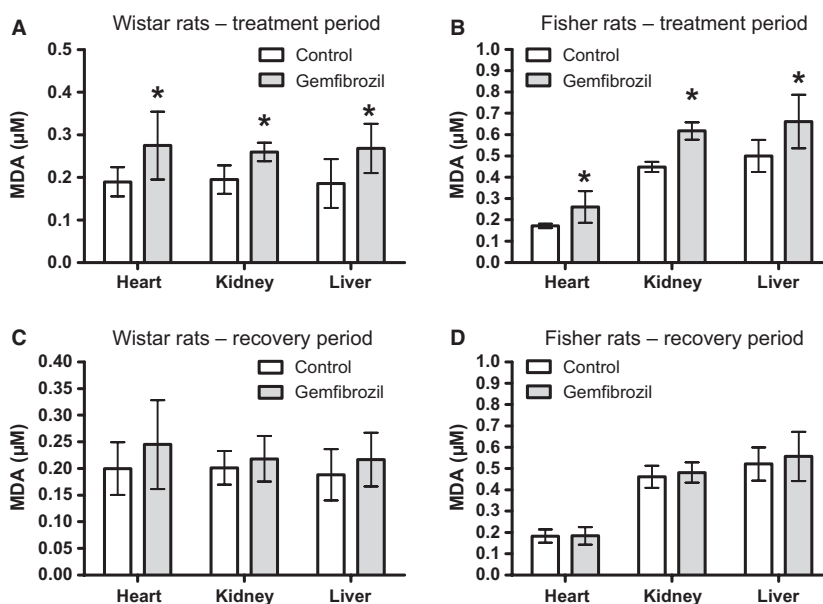 A
Wistar rats – treatment period
0.5
0.4
0.3
0.2
0.1
0.0
MDA (µM)
Control
Gemfibrozil
* * *
Heart Kidney Liver
B
Fisher rats – treatment period
1.0
0.9
0.8
0.7
0.6
0.5
0.4
0.3
0.2
0.1
0.0
MDA (µM)
Control
Gemfibrozil
* * *
Heart Kidney Liver
C
Wistar rats – recovery period
0.40
0.35
0.30
0.25
0.20
0.15
0.10
0.05
0.00
MDA (µM)
Control
Gemfibrozil
Heart Kidney Liver
D
Fisher rats – recovery period
1.0
0.9
0.8
0.7
0.6
0.5
0.4
0.3
0.2
0.1
0.0
MDA (µM)
Control
Gemfibrozil
Heart Kidney Liver